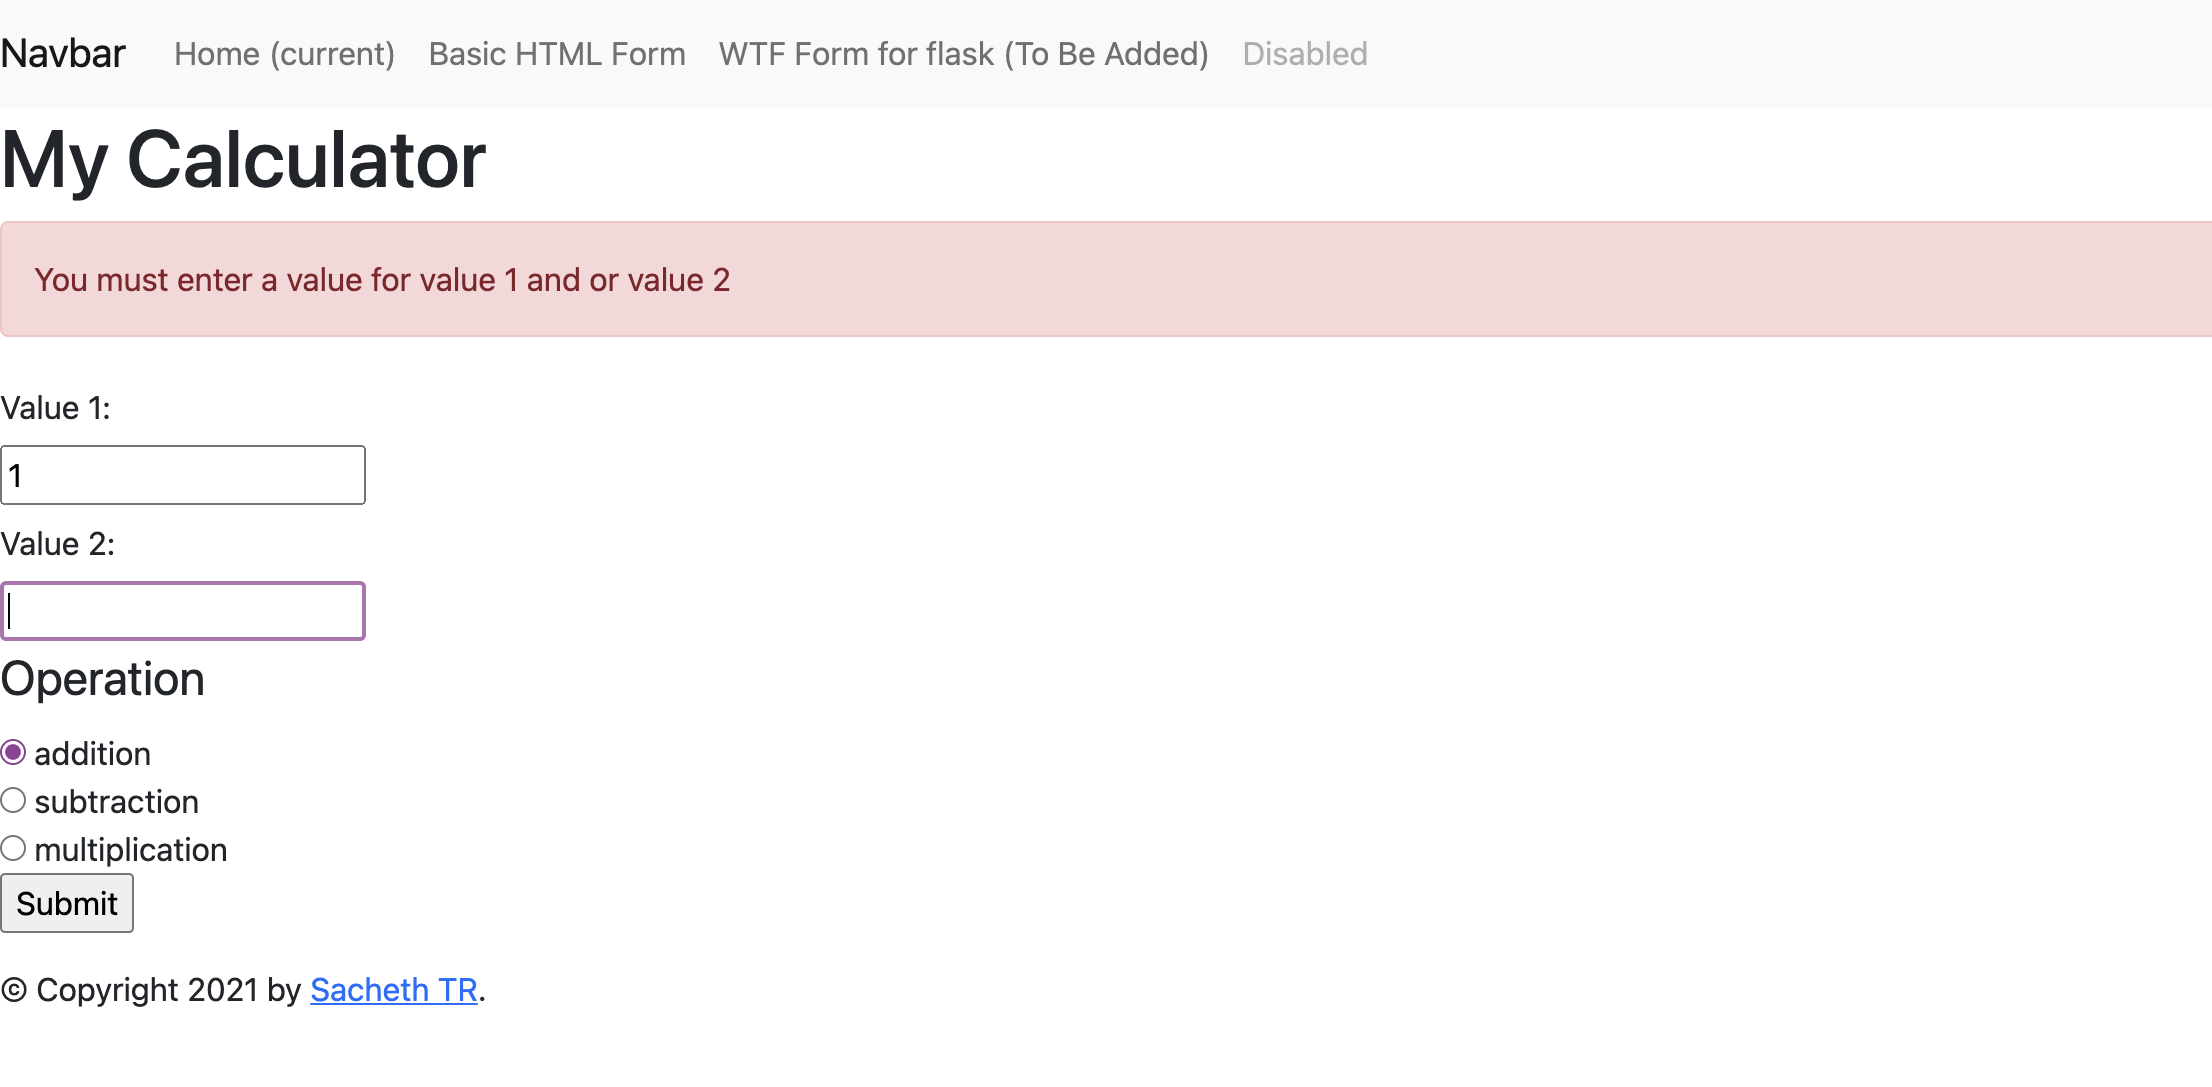 Navbar Home (current) Basic HTML Form WTF Form for flask (To Be Added) Disabled
My Calculator
You must enter a value for value 1 and or value 2
Value 1:
1
Value 2:
Operation
addition
subtraction
multiplication
Submit
© Copyright 2021 by Sacheth TR.